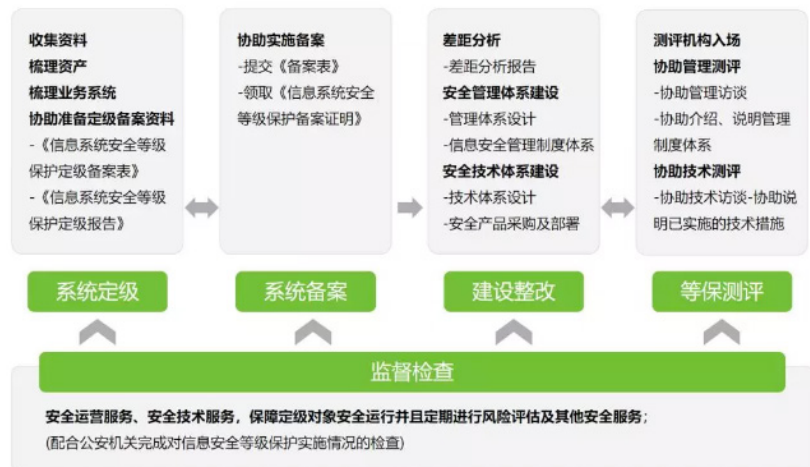 收集资料
梳理资产
梳理业务系统
协助准备定级备案资料
-《信息系统安全等级
保护定级备案表》
-《信息系统安全等级
保护定级报告》
协助实施备案
-提交《备案表》
-领取《信息系统安全
等级保护备案证明》
差距分析
-差距分析报告
安全管理体系建设
-管理体系设计
-信息安全管理制度体系
安全技术体系建设
-技术体系设计
-安全产品采购及部署
测评机构入场
协助管理测评
-协助管理访谈
-协助介绍、说明管理
制度体系
协助技术测评
-协助技术访谈-协助说
明已实施的技术措施
系统定级
系统备案
建设整改
等保测评
监督检查
安全运营服务、安全技术服务，保障定级对象安全运行并且定期进行风险评估及其他安全服务；
(配合公安机关完成对信息安全等级保护实施情况的检查)